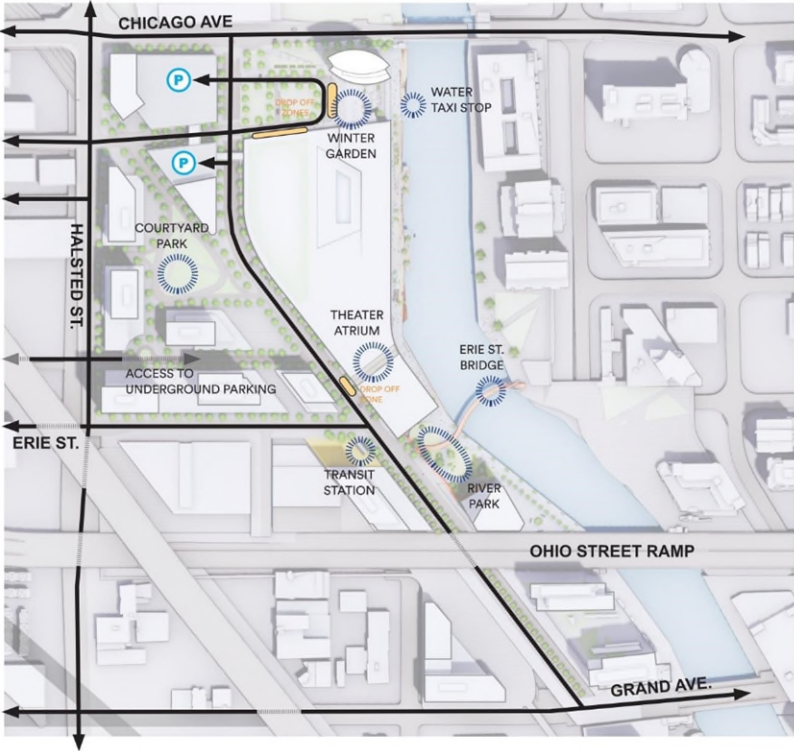 CHICAGO AVE
P
DROP OFF
ZONES
WATER
TAXI STOP
WINTER
GARDEN
P
HALSTED ST.
COURTYARD
PARK
THEATER
ATRIUM
ERIE ST.
BRIDGE
ACCESS TO
UNDERGROUND PARKING
DROP OFF
ZONE
ERIE ST.
TRANSIT
STATION
RIVER
PARK
OHIO STREET RAMP
GRAND AVE.